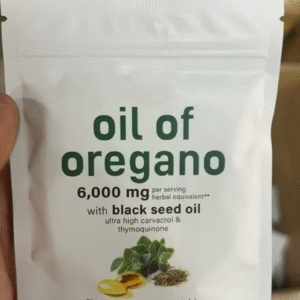 oil of
oregano
6,000 mg per serving
herbal equivalent**
with black seed oil
ultra high carvacrol &
thymoquinone